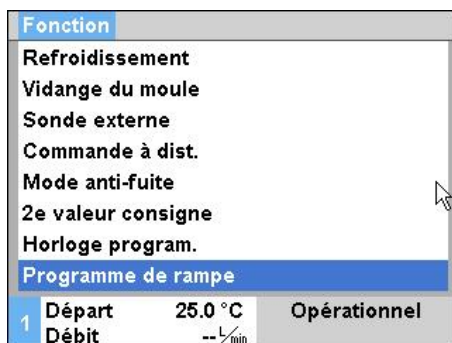 Fonction
Refroidissement
Vidange du moule
Sonde externe
Commande à dist.
Mode anti-fuite
2e valeur consigne
Horloge program.
Programme de rampe
1 Départ 25.0 °C Opérationnel
Débit -- L/min